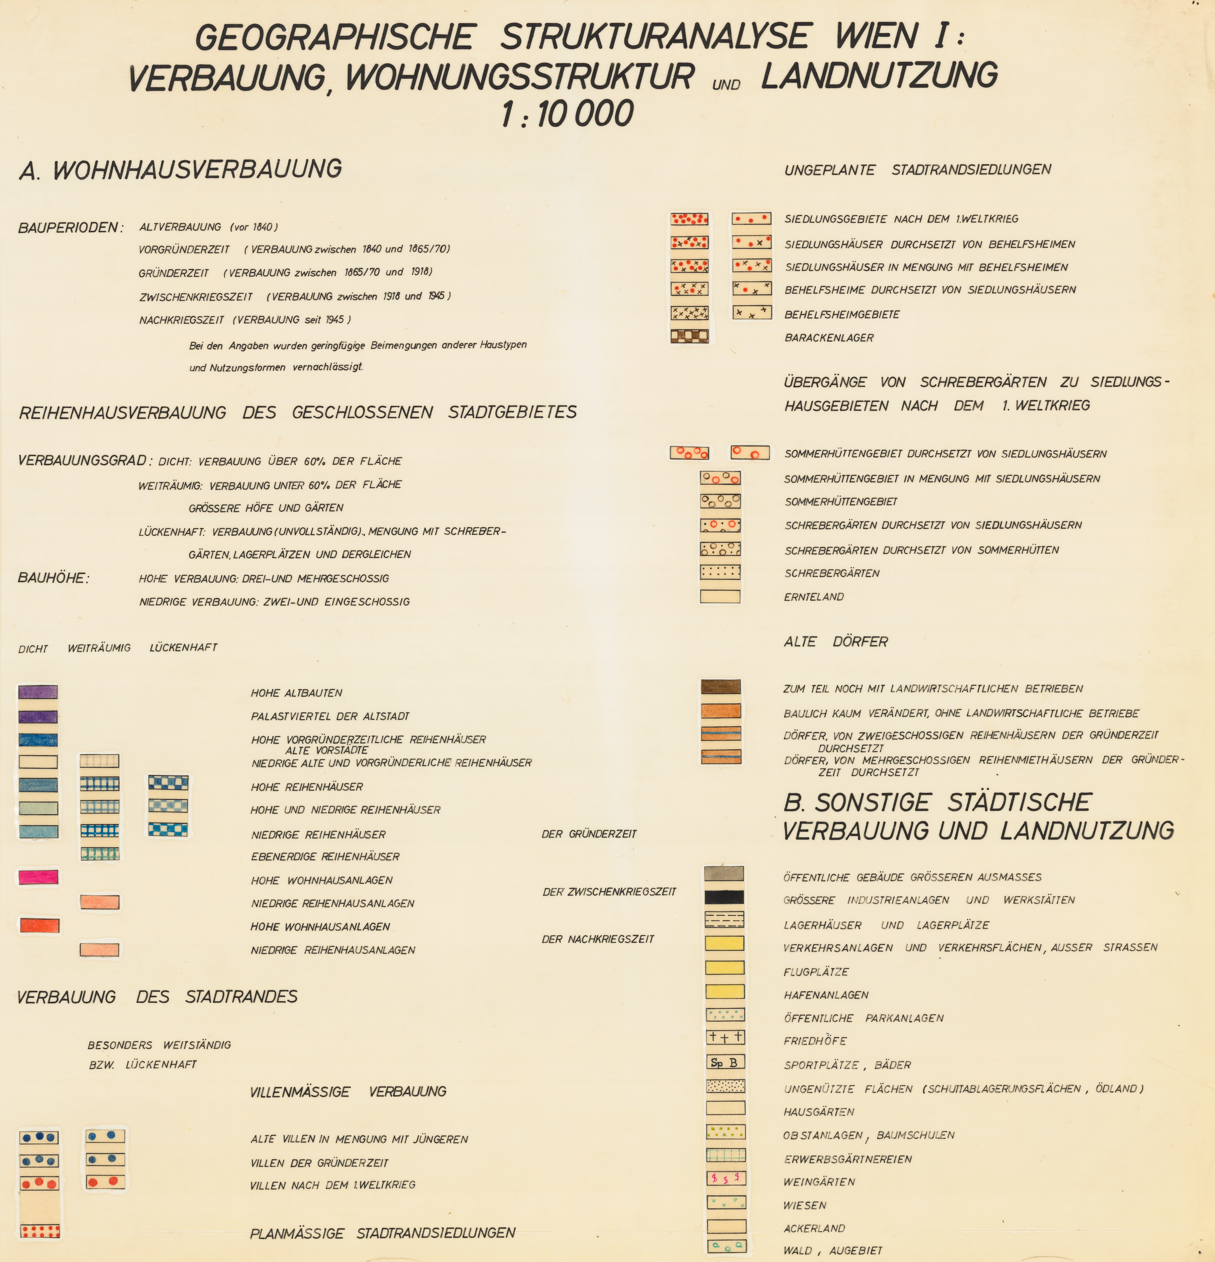 GEOGRAPHISCHE STRUKTURANALYSE WIEN I:
VERBAUUNG, WOHNUNGSSTRUKTUR UND LANDNUTZUNG
1:10 000
A. WOHNHAUSVERBAUUNG
BAUPERIODEN: ALTVERBAUUNG (vor 1840)
VORGRÜNDERZEIT (VERBAUUNG zwischen 1840 und 1865/70)
GRÜNDERZEIT (VERBAUUNG zwischen 1865/70 und 1918)
ZWISCHENKRIEGSZEIT (VERBAUUNG zwischen 1918 und 1945)
NACHKRIEGSZEIT (VERBAUUNG seit 1945)
Bei den Angaben wurden geringfügige Beimengungen anderer Haustypen
und Nutzungsformen vernachlässigt.
REIHENHAUSVERBAUUNG DES GESCHLOSSENEN STADTGEBIETES
VERBAUUNGSGRAD: DICHT: VERBAUUNG ÜBER 60% DER FLÄCHE
WEITRÄUMIG: VERBAUUNG UNTER 60% DER FLÄCHE
GRÖSSERE HÖFE UND GÄRTEN
LÜCKENHAFT: VERBAUUNG (UNVOLLSTÄNDIG), MENGUNG MIT SCHREBER-
GÄRTEN, LAGERPLÄTZEN UND DERGLEICHEN
BAUHÖHE: HOHE VERBAUUNG: DREI-UND MEHRGESCHOSSIG
NIEDRIGE VERBAUUNG: ZWEI-UND EINGESCHOSSIG
DICHT WEITRÄUMIG LÜCKENHAFT
HOHE ALTBAUTEN
PALASTVIERTEL DER ALTSTADT
HOHE VORGRÜNDERZEITLICHE REIHENHÄUSER
ALTE VORSTÄDTE
NIEDRIGE ALTE UND VORGRÜNDERLICHE REIHENHÄUSER
HOHE REIHENHÄUSER
HOHE UND NIEDRIGE REIHENHÄUSER
NIEDRIGE REIHENHÄUSER DER GRÜNDERZEIT
EBENERDIGE REIHENHÄUSER
HOHE WOHNHAUSANLAGEN
DER ZWISCHENKRIEGSZEIT
NIEDRIGE REIHENHAUSANLAGEN
HOHE WOHNHAUSANLAGEN
DER NACHKRIEGSZEIT
NIEDRIGE REIHENHAUSANLAGEN
VERBAUUNG DES STADTRANDES
BESONDERS WEITSTÄNDIG
BZW. LÜCKENHAFT
VILLENMÄSSIGE VERBAUUNG
ALTE VILLEN IN MENGUNG MIT JÜNGEREN
VILLEN DER GRÜNDERZEIT
VILLEN NACH DEM 1.WELTKRIEG
PLANMÄSSIGE STADTRANDSIEDLUNGEN
UNGEPLANTE STADTRANDSIEDLUNGEN
SIEDLUNGSGEBIETE NACH DEM 1.WELTKRIEG
SIEDLUNGSHÄUSER DURCHSETZT VON BEHELFSHEIMEN
SIEDLUNGSHÄUSER IN MENGUNG MIT BEHELFSHEIMEN
BEHELFSHEIME DURCHSETZT VON SIEDLUNGSHÄUSERN
BEHELFSHEIMGEBIETE
BARACKENLAGER
ÜBERGÄNGE VON SCHREBERGÄRTEN ZU SIEDLUNGS-
HAUSGEBIETEN NACH DEM 1. WELTKRIEG
SOMMERHÜTTENGEBIET DURCHSETZT VON SIEDLUNGSHÄUSERN
SOMMERHÜTTENGEBIET IN MENGUNG MIT SIEDLUNGSHÄUSERN
SOMMERHÜTTENGEBIET
SCHREBERGÄRTEN DURCHSETZT VON SIEDLUNGSHÄUSERN
SCHREBERGÄRTEN DURCHSETZT VON SOMMERHÜTTEN
SCHREBERGÄRTEN
ERNTELAND
ALTE DÖRFER
ZUM TEIL NOCH MIT LANDWIRTSCHAFTLICHEN BETRIEBEN
BAULICH KAUM VERÄNDERT, OHNE LANDWIRTSCHAFTLICHE BETRIEBE
DÖRFER, VON ZWEIGESCHOSSIGEN REIHENHÄUSERN DER GRÜNDERZEIT
DURCHSETZT
DÖRFER, VON MEHRGESCHOSSIGEN REIHENMIETHÄUSERN DER GRÜNDER-
ZEIT DURCHSETZT
B. SONSTIGE STÄDTISCHE
VERBAUUNG UND LANDNUTZUNG
ÖFFENTLICHE GEBÄUDE GRÖSSEREN AUSMASSES
GRÖSSERE INDUSTRIEANLAGEN UND WERKSTÄTTEN
LAGERHÄUSER UND LAGERPLÄTZE
VERKEHRSANLAGEN UND VERKEHRSFLÄCHEN, AUSSER STRASSEN
FLUGPLÄTZE
HAFENANLAGEN
ÖFFENTLICHE PARKANLAGEN
FRIEDHÖFE
Sp B SPORTPLÄTZE, BÄDER
UNGENÜTZTE FLÄCHEN (SCHUTTABLAGERUNGSFLÄCHEN, ÖDLAND)
HAUSGÄRTEN
OBSTANLAGEN, BAUMSCHULEN
ERWERBSGÄRTNEREIEN
WEINGÄRTEN
WIESEN
ACKERLAND
WALD, AUGEBIET